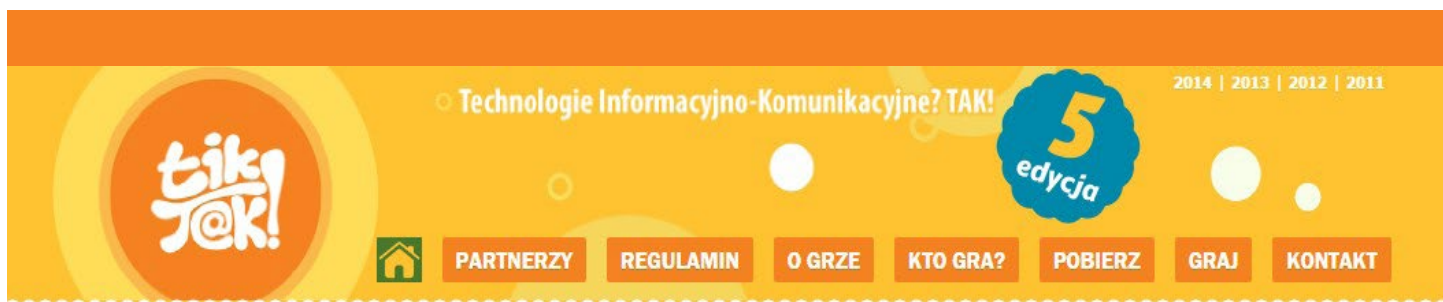 2014 | 2013 | 2012 | 2011
Technologie Informacyjno-Komunikacyjne? TAK!
5
edycja
tik
T@K!
PARTNERZY REGULAMIN O GRZE KTO GRA? POBIERZ GRAJ KONTAKT